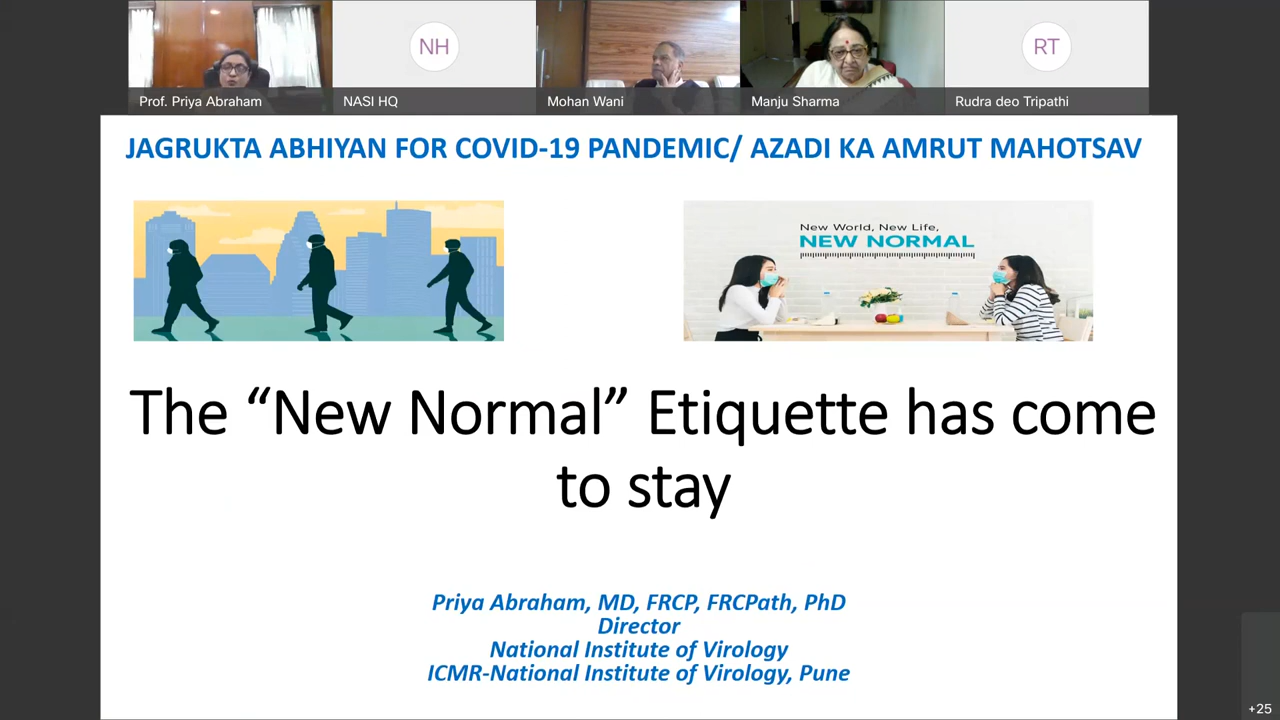 NH
RT
Prof. Priya Abraham
NASI HQ
Mohan Wani
Manju Sharma
Rudra deo Tripathi
JAGRUKTA ABHIYAN FOR COVID-19 PANDEMIC/ AZADI KA AMRUT MAHOTSAV
New World, New Life,
NEW NORMAL
The “New Normal” Etiquette has come
to stay
Priya Abraham, MD, FRCP, FRCPath, PhD
Director
National Institute of Virology
ICMR-National Institute of Virology, Pune
+25